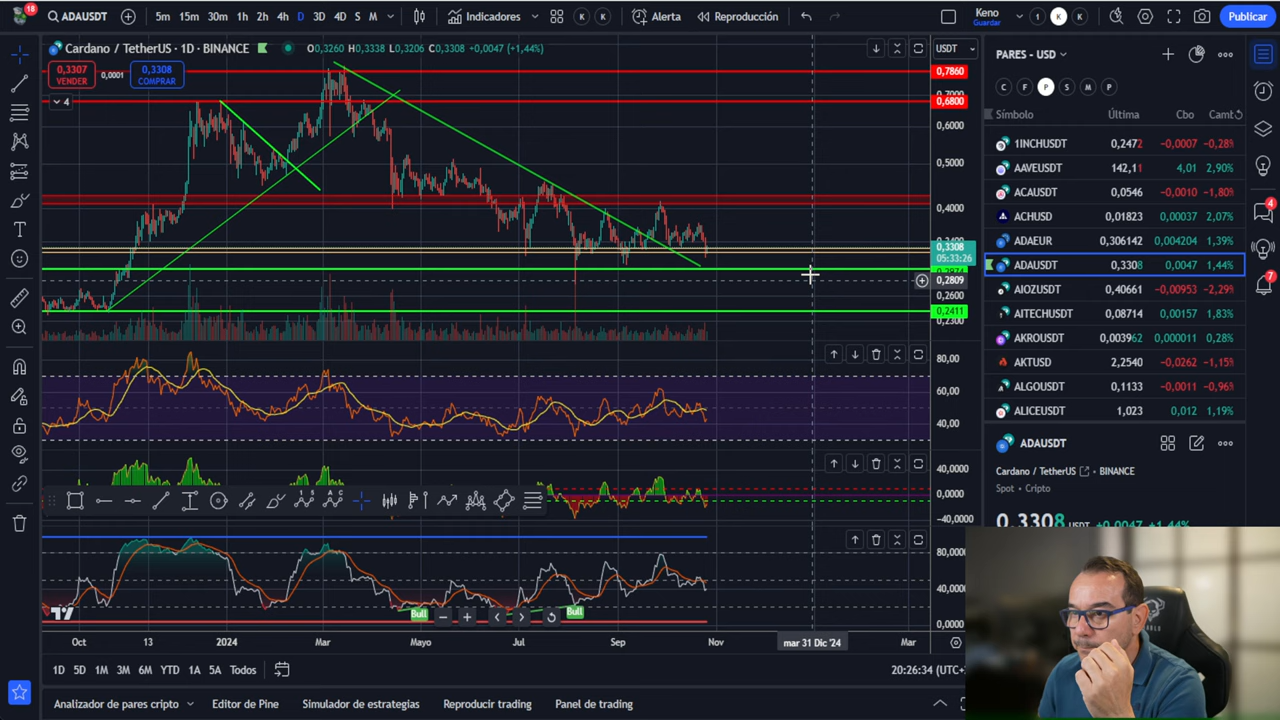 18
ADAUSDT
5m 15m 30m 1h 2h 4h D 3D 4D S M
Indicadores
K K
Alerta
Reproducción
Keno
Guardar
1 K K
Publicar
Cardano / TetherUS · 1D · BINANCE
O0,3260 H0,3338 L0,3206 C0,3308 +0,0047 (+1,44%)
USDT
0,3307
VENDER
0,0001
0,3308
COMPRAR
4
0,7860
0,6800
0,6000
0,5000
0,4000
0,3308
05:33:26
0,2809
0,2600
0,2411
80,00
60,00
40,00
40,0000
0,0000
−40,0000
80,0000
40,0000
0,0000
Bull
Bull
Oct 13 2024 Mar Mayo Jul Sep Nov mar 31 Dic '24 Mar
1D 5D 1M 3M 6M YTD 1A 5A Todos
20:26:34 (UTC+
Analizador de pares cripto
Editor de Pine
Simulador de estrategias
Reproducir trading
Panel de trading
PARES - USD
C F P S M P
Símbolo Última Cbo Camt
1INCHUSDT 0,2472 −0,0007 −0,28%
AAVEUSDT 142,11 4,01 2,90%
ACAUSDT 0,0546 −0,0010 −1,80%
ACHUSD 0,01823 0,00037 2,07%
ADAEUR 0,306142 0,004204 1,39%
ADAUSDT 0,3308 0,0047 1,44%
AIOZUSDT 0,40661 −0,00953 −2,29%
AITECHUSDT 0,08714 0,00157 1,83%
AKROUSDT 0,003962 0,000011 0,28%
AKTUSD 2,2540 −0,0262 −1,15%
ALGOUSDT 0,1133 −0,0011 −0,96%
ALICEUSDT 1,023 0,012 1,19%
ADAUSDT
Cardano / TetherUS
BINANCE
Spot · Cripto
0,3308 USDT +0,0047 +1,44%
4
7